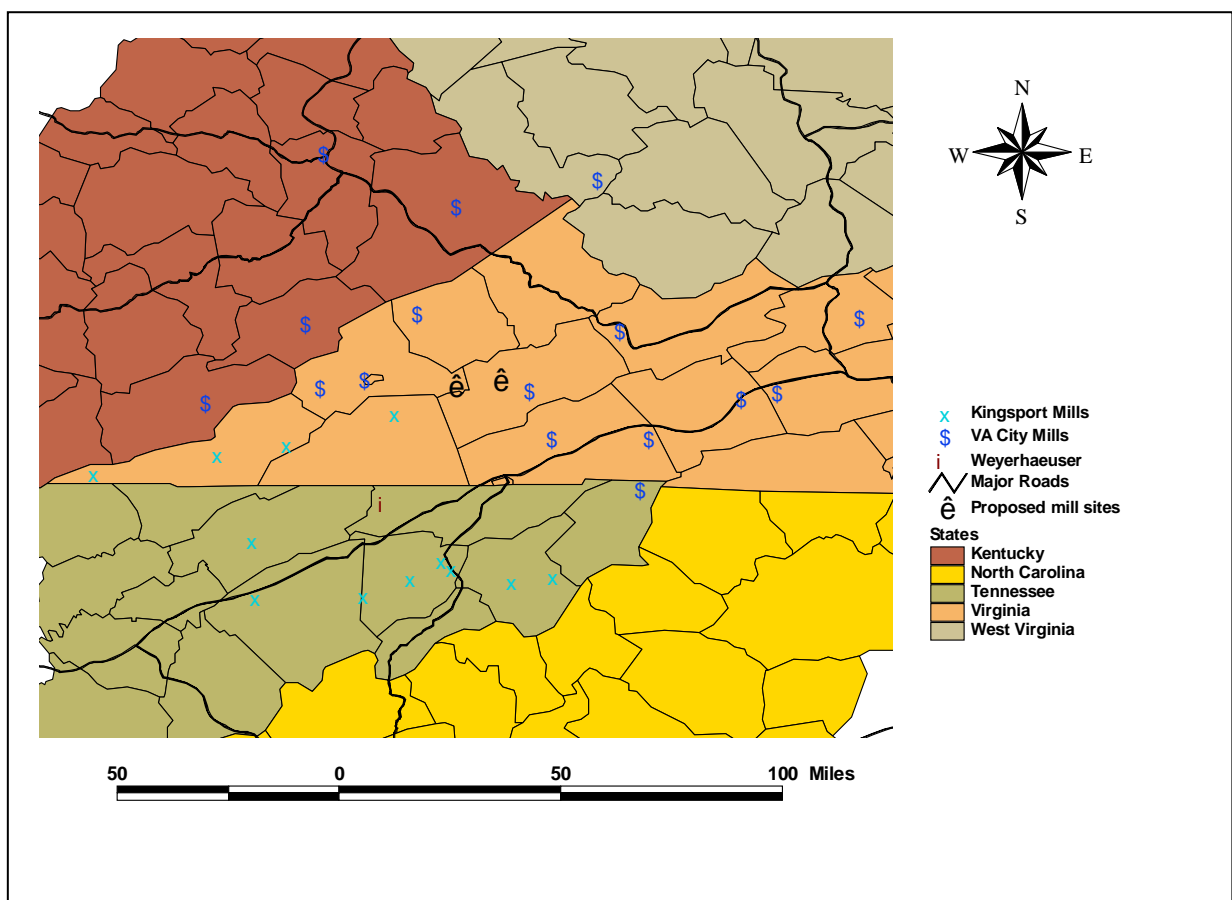 N
W E
S
x Kingsport Mills
$ VA City Mills
i Weyerhaeuser
Major Roads
ê Proposed mill sites
States
Kentucky
North Carolina
Tennessee
Virginia
West Virginia
$
$
$
$
$
$
$
$
$
$
ê
ê
$
$
$
x
x
$
$
x
x
$
i
x
x
x
x
x
x
x
x
50 0 50 100 Miles